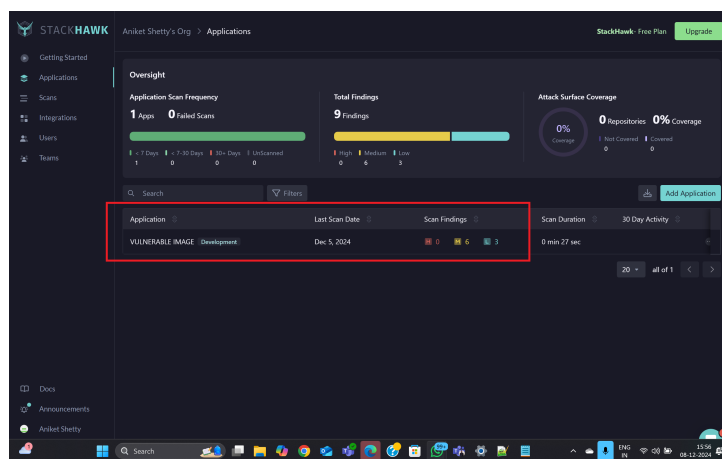 STACKHAWK
Aniket Shetty's Org > Applications
StackHawk- Free Plan
Upgrade
Getting Started
Applications
Scans
Integrations
Users
Teams
Oversight
Application Scan Frequency
1 Apps 0 Failed Scans
< 7 Days < 7-30 Days 30+ Days UnScanned
1 0 0 0
Total Findings
9 Findings
High Medium Low
0 6 3
Attack Surface Coverage
0%
Coverage
0 Repositories 0% Coverage
Not Covered Covered
0 0
Search
Filters
Add Application
Application Last Scan Date Scan Findings Scan Duration 30 Day Activity
VULNERABLE IMAGE Development Dec 5, 2024 H 0 M 6 L 3 0 min 27 sec
20 all of 1 < >
Docs
Announcements
Aniket Shetty
Search
99+
ENG
IN
15:56
08-12-2024